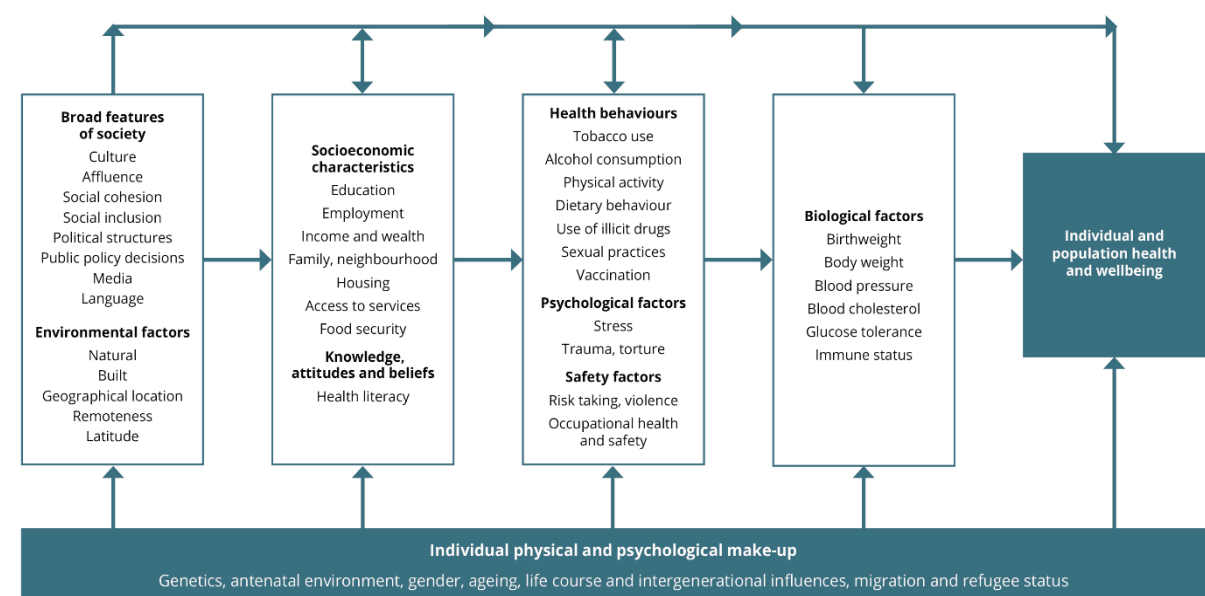 Broad features
of society
Culture
Affluence
Social cohesion
Social inclusion
Political structures
Public policy decisions
Media
Language
Environmental factors
Natural
Built
Geographical location
Remoteness
Latitude
Socioeconomic
characteristics
Education
Employment
Income and wealth
Family, neighbourhood
Housing
Access to services
Food security
Knowledge,
attitudes and beliefs
Health literacy
Health behaviours
Tobacco use
Alcohol consumption
Physical activity
Dietary behaviour
Use of illicit drugs
Sexual practices
Vaccination
Psychological factors
Stress
Trauma, torture
Safety factors
Risk taking, violence
Occupational health
and safety
Biological factors
Birthweight
Body weight
Blood pressure
Blood cholesterol
Glucose tolerance
Immune status
Individual and
population health
and wellbeing
Individual physical and psychological make-up
Genetics, antenatal environment, gender, ageing, life course and intergenerational influences, migration and refugee status